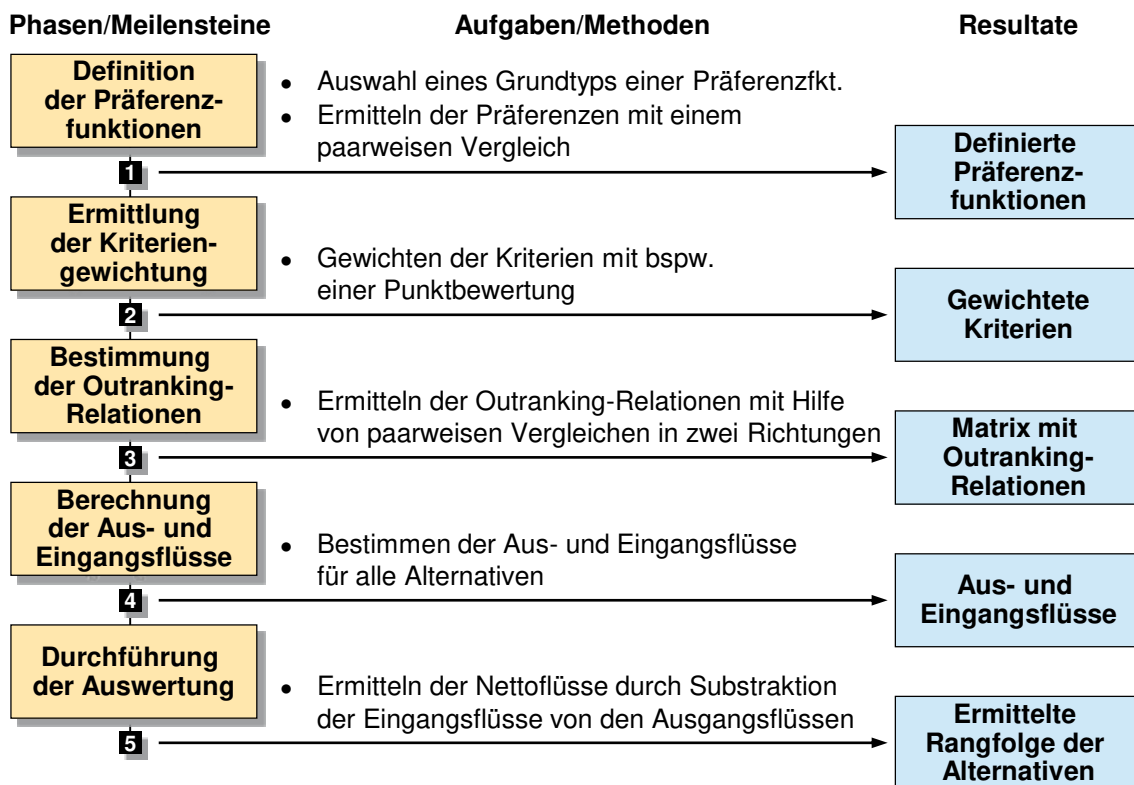 Phasen/Meilensteine
Aufgaben/Methoden
Resultate
Definition
der Präferenz-
funktionen
• Auswahl eines Grundtyps einer Präferenzfkt.
• Ermitteln der Präferenzen mit einem
paarweisen Vergleich
1
Definierte
Präferenz-
funktionen
Ermittlung
der Kriterien-
gewichtung
• Gewichten der Kriterien mit bspw.
einer Punktbewertung
2
Gewichtete
Kriterien
Bestimmung
der Outranking-
Relationen
• Ermitteln der Outranking-Relationen mit Hilfe
von paarweisen Vergleichen in zwei Richtungen
3
Matrix mit
Outranking-
Relationen
Berechnung
der Aus- und
Eingangsflüsse
• Bestimmen der Aus- und Eingangsflüsse
für alle Alternativen
4
Aus- und
Eingangsflüsse
Durchführung
der Auswertung
• Ermitteln der Nettoflüsse durch Substraktion
der Eingangsflüsse von den Ausgangsflüssen
5
Ermittelte
Rangfolge der
Alternativen